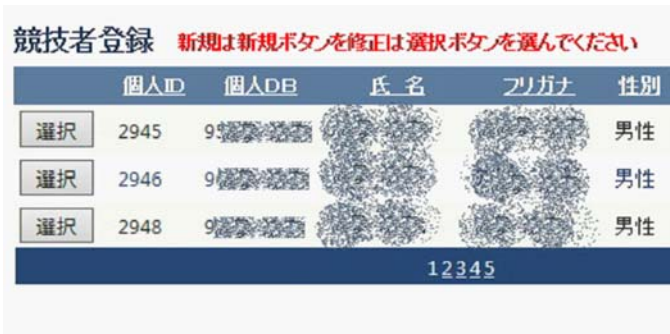 競技者登録 新規は新規ボタンを修正は選択ボタンを選んでください
個人ID 個人DB 氏 名 フリガナ 性別
選択 2945 男性
選択 2946 男性
選択 2948 男性
12345